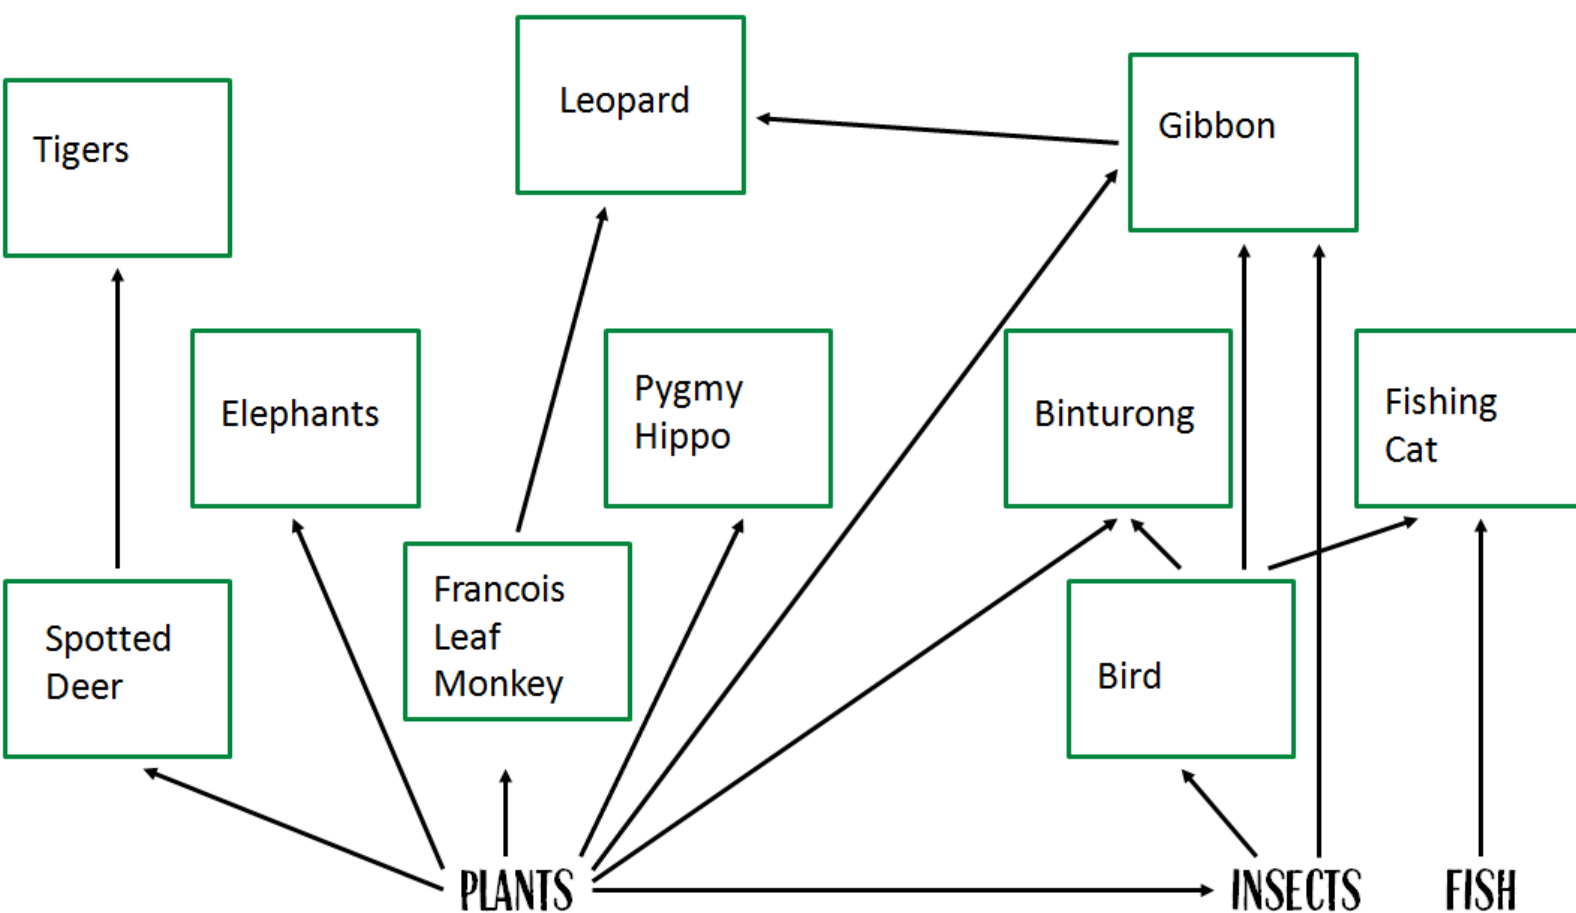 Leopard
Gibbon
Tigers
Elephants
Pygmy
Hippo
Binturong
Fishing
Cat
Francois
Leaf
Monkey
Spotted
Deer
Bird
PLANTS
INSECTS
FISH